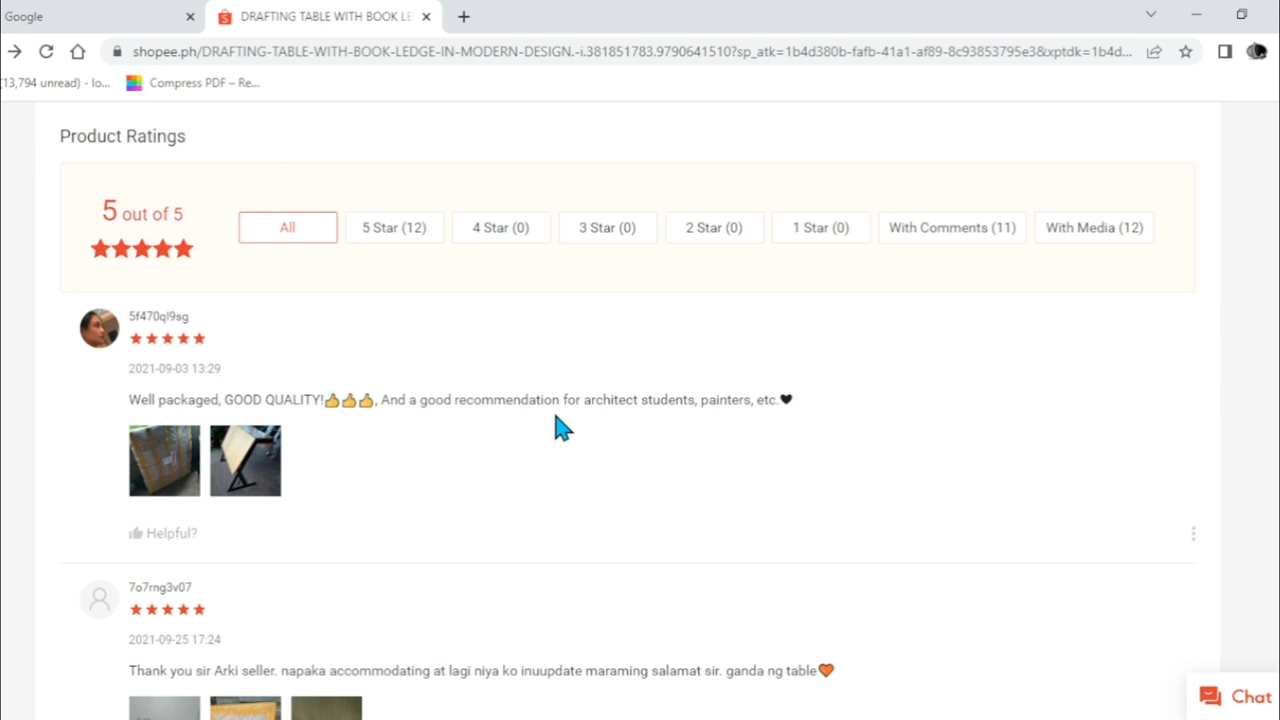 Google
DRAFTING TABLE WITH BOOK LE
shopee.ph/DRAFTING-TABLE-WITH-BOOK-LEDGE-IN-MODERN-DESIGN.-i.381851783.9790641510?sp_atk=1b4d380b-fafb-41a1-af89-8c93853795e3&xptdk=1b4d...
13,794 unread) - lo...
Compress PDF – Re...
Product Ratings
5 out of 5
All
5 Star (12)
4 Star (0)
3 Star (0)
2 Star (0)
1 Star (0)
With Comments (11)
With Media (12)
5f470ql9sg
2021-09-03 13:29
Well packaged, GOOD QUALITY!👍👍👍, And a good recommendation for architect students, painters, etc.🖤
Helpful?
7o7rng3v07
2021-09-25 17:24
Thank you sir Arki seller. napaka accommodating at lagi niya ko inuupdate maraming salamat sir. ganda ng table🧡
Chat